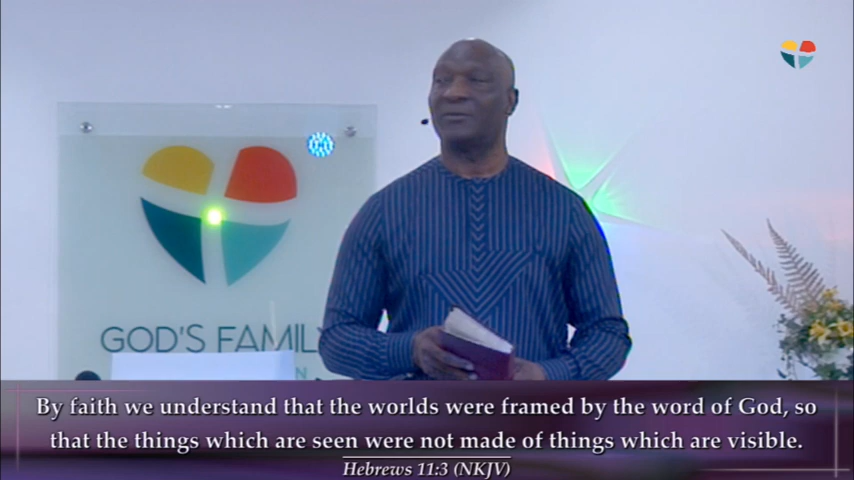 GOD'S FAMIL
By faith we understand that the worlds were framed by the word of God, so
that the things which are seen were not made of things which are visible.
Hebrews 11:3 (NKJV)